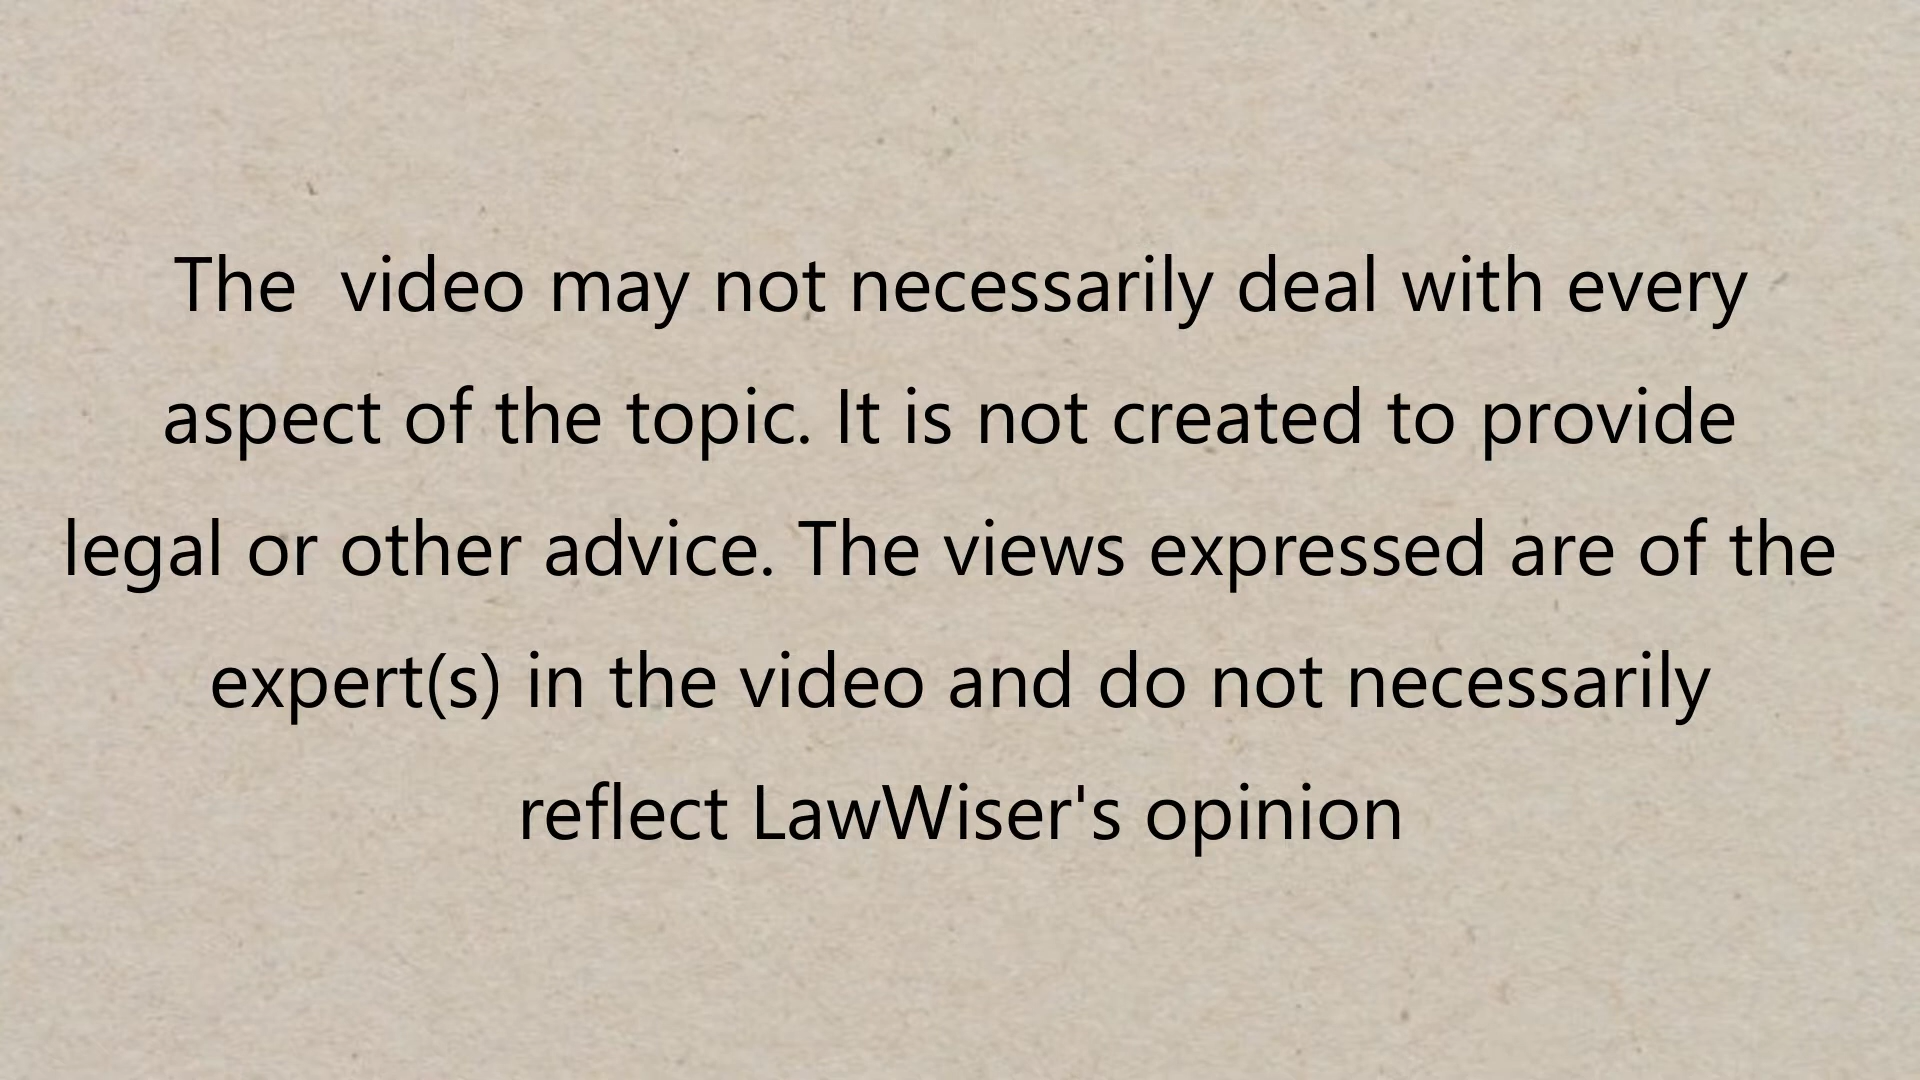 The  video may not necessarily deal with every
aspect of the topic. It is not created to provide
legal or other advice. The views expressed are of the
expert(s) in the video and do not necessarily
reflect LawWiser's opinion